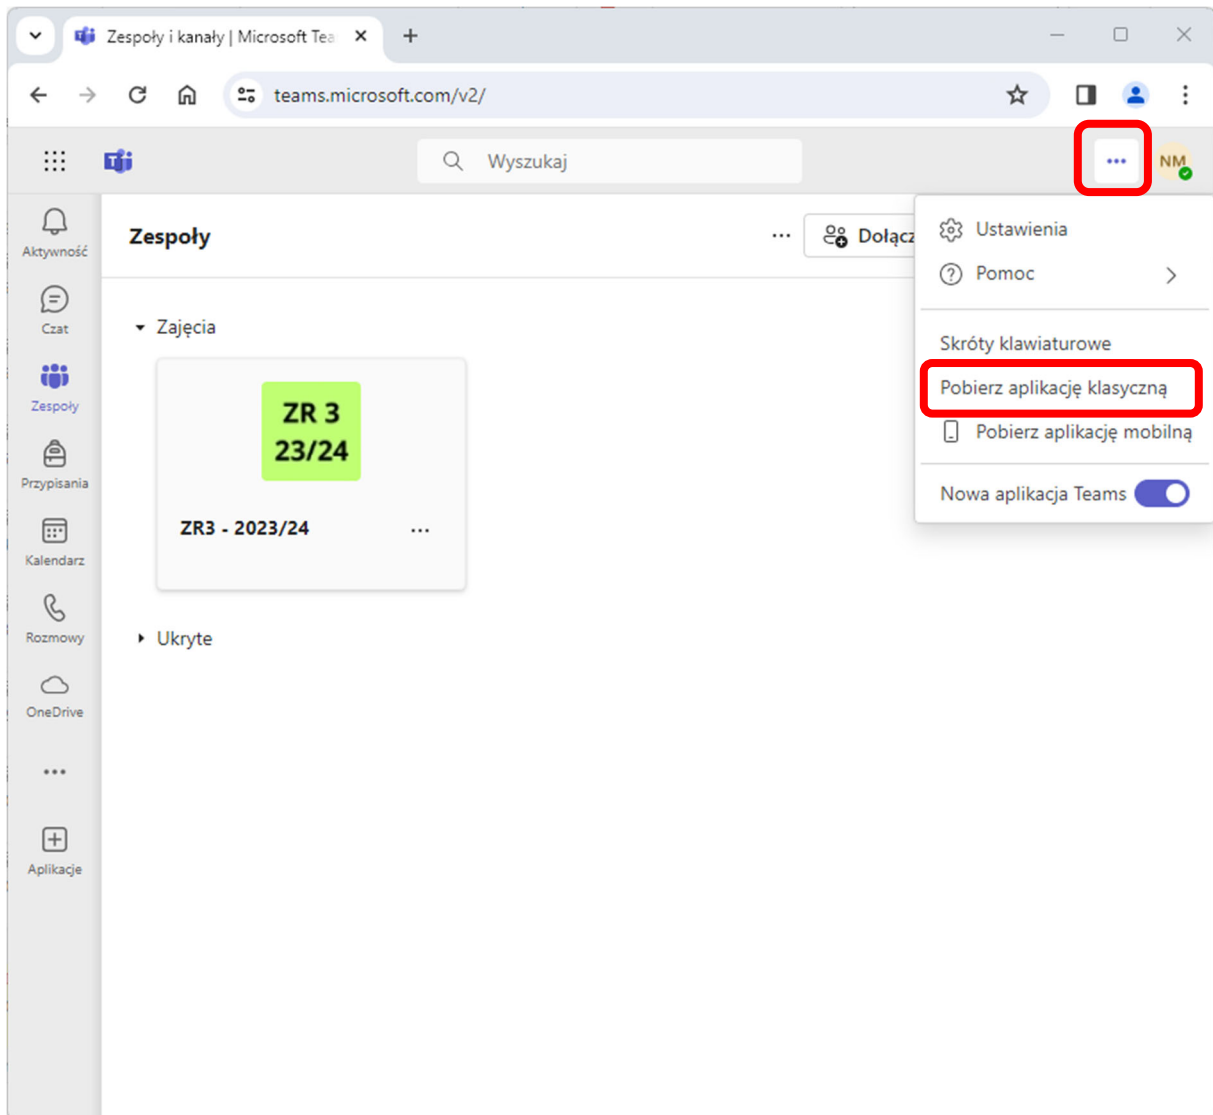 Zespoły i kanały | Microsoft Tea
teams.microsoft.com/v2/
Wyszukaj
NM
Aktywność
Czat
Zespoły
Przypisania
Kalendarz
Rozmowy
OneDrive
Aplikacje
Zespoły
Dołącz
Zajęcia
ZR 3
23/24
ZR3 - 2023/24
Ukryte
Ustawienia
Pomoc
Skróty klawiaturowe
Pobierz aplikację klasyczną
Pobierz aplikację mobilną
Nowa aplikacja Teams